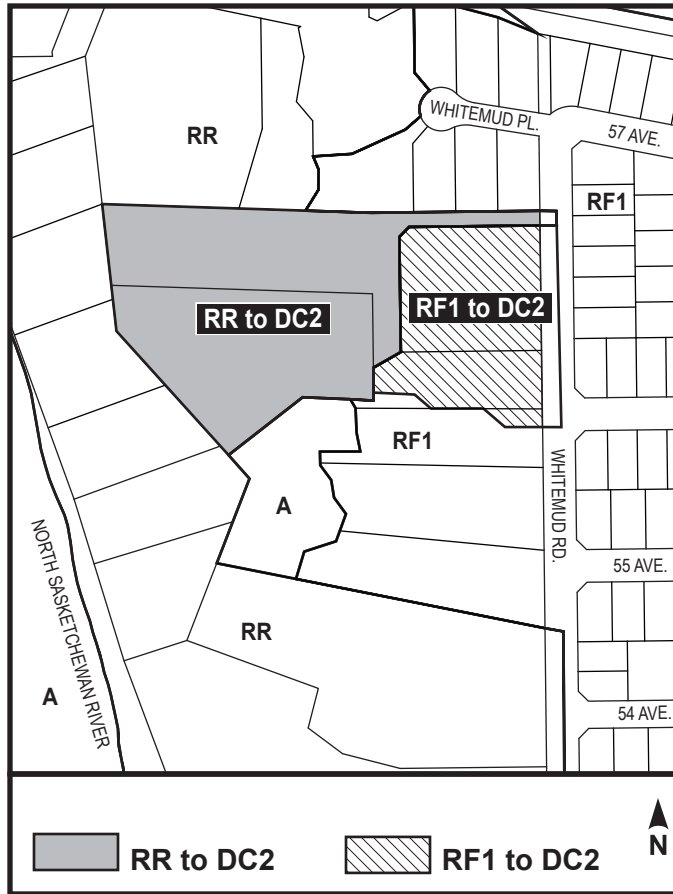 RR
WHITEMUD PL.
57 AVE.
RF1
RR to DC2
RF1 to DC2
RF1
WHITEMUD RD.
A
55 AVE.
NORTH SASKETCHEWAN RIVER
RR
A
54 AVE.
RR to DC2
RF1 to DC2
N